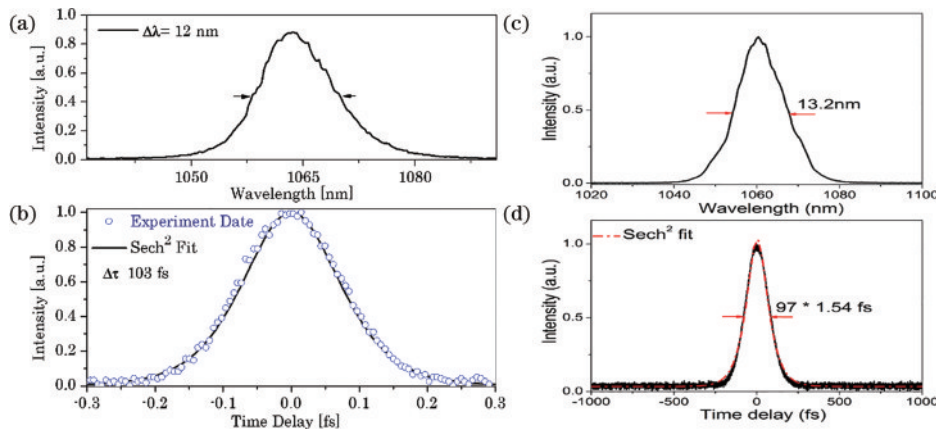 (a)
1.0
0.8
0.6
0.4
0.2
0.0
Intensity [a.u.]
Δλ= 12 nm
1050
1065
1080
Wavelength [nm]
(b)
1.0
0.8
0.6
0.4
0.2
0.0
Intensity [a.u.]
Experiment Date
Sech² Fit
Δτ 103 fs
-0.3
-0.2
-0.1
0.0
0.1
0.2
0.3
Time Delay [fs]
(c)
1.0
0.5
0.0
Intensity (a.u.)
13.2nm
1020
1040
1060
1080
1100
Wavelength (nm)
(d)
1.0
0.5
0.0
Intensity (a.u.)
Sech² fit
97 * 1.54 fs
-1000
-500
0
500
1000
Time delay (fs)